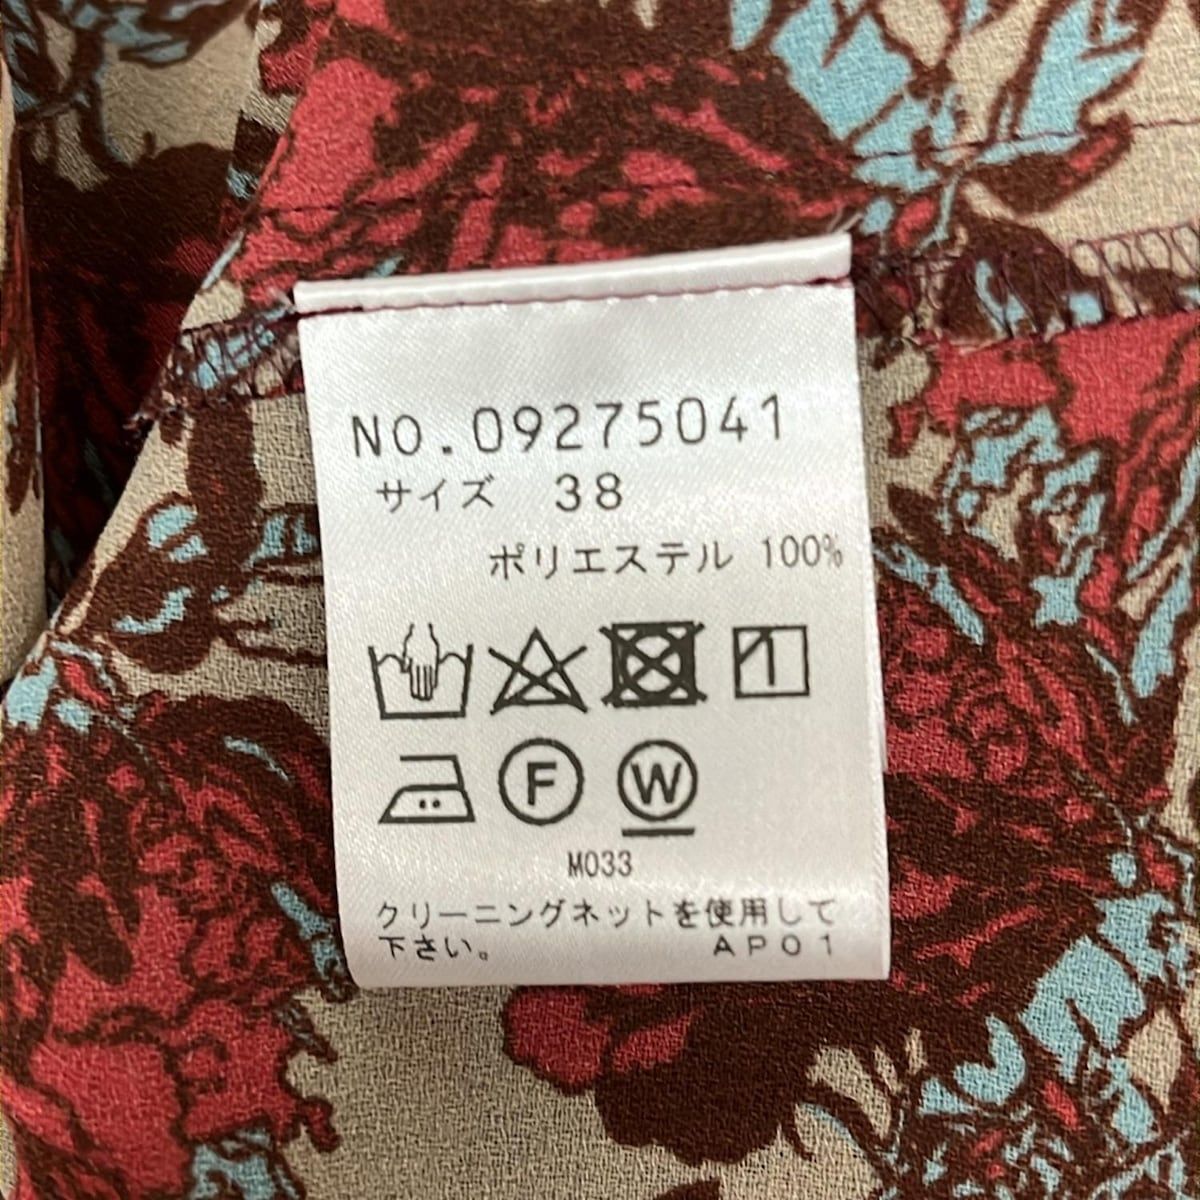 NO.09275041
サイズ 38
ポリエステル 100%
F W
M033
クリーニングネットを使用して
下さい。 AP01